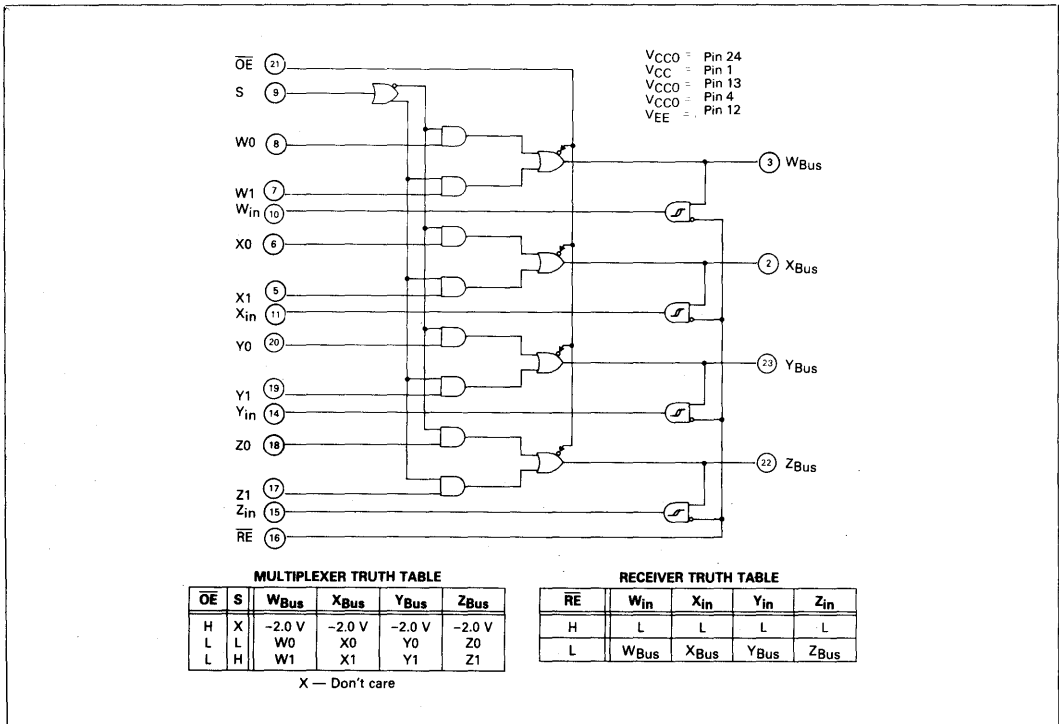 OE 21
S 9
W0 8
W1 7
Win 10
X0 6
X1 5
Xin 11
Y0 20
Y1 19
Yin 14
Z0 18
Z1 17
Zin 15
RE 16
VCCO = Pin 24
VCC = Pin 1
VCCO = Pin 13
VCCO = Pin 4
VEE = Pin 12
3 WBus
2 XBus
23 YBus
22 ZBus
MULTIPLEXER TRUTH TABLE
OE S WBus XBus YBus ZBus
H X -2.0 V -2.0 V -2.0 V -2.0 V
L L W0 X0 Y0 Z0
L H W1 X1 Y1 Z1
X — Don't care
RECEIVER TRUTH TABLE
RE Win Xin Yin Zin
H L L L L
L WBus XBus YBus ZBus